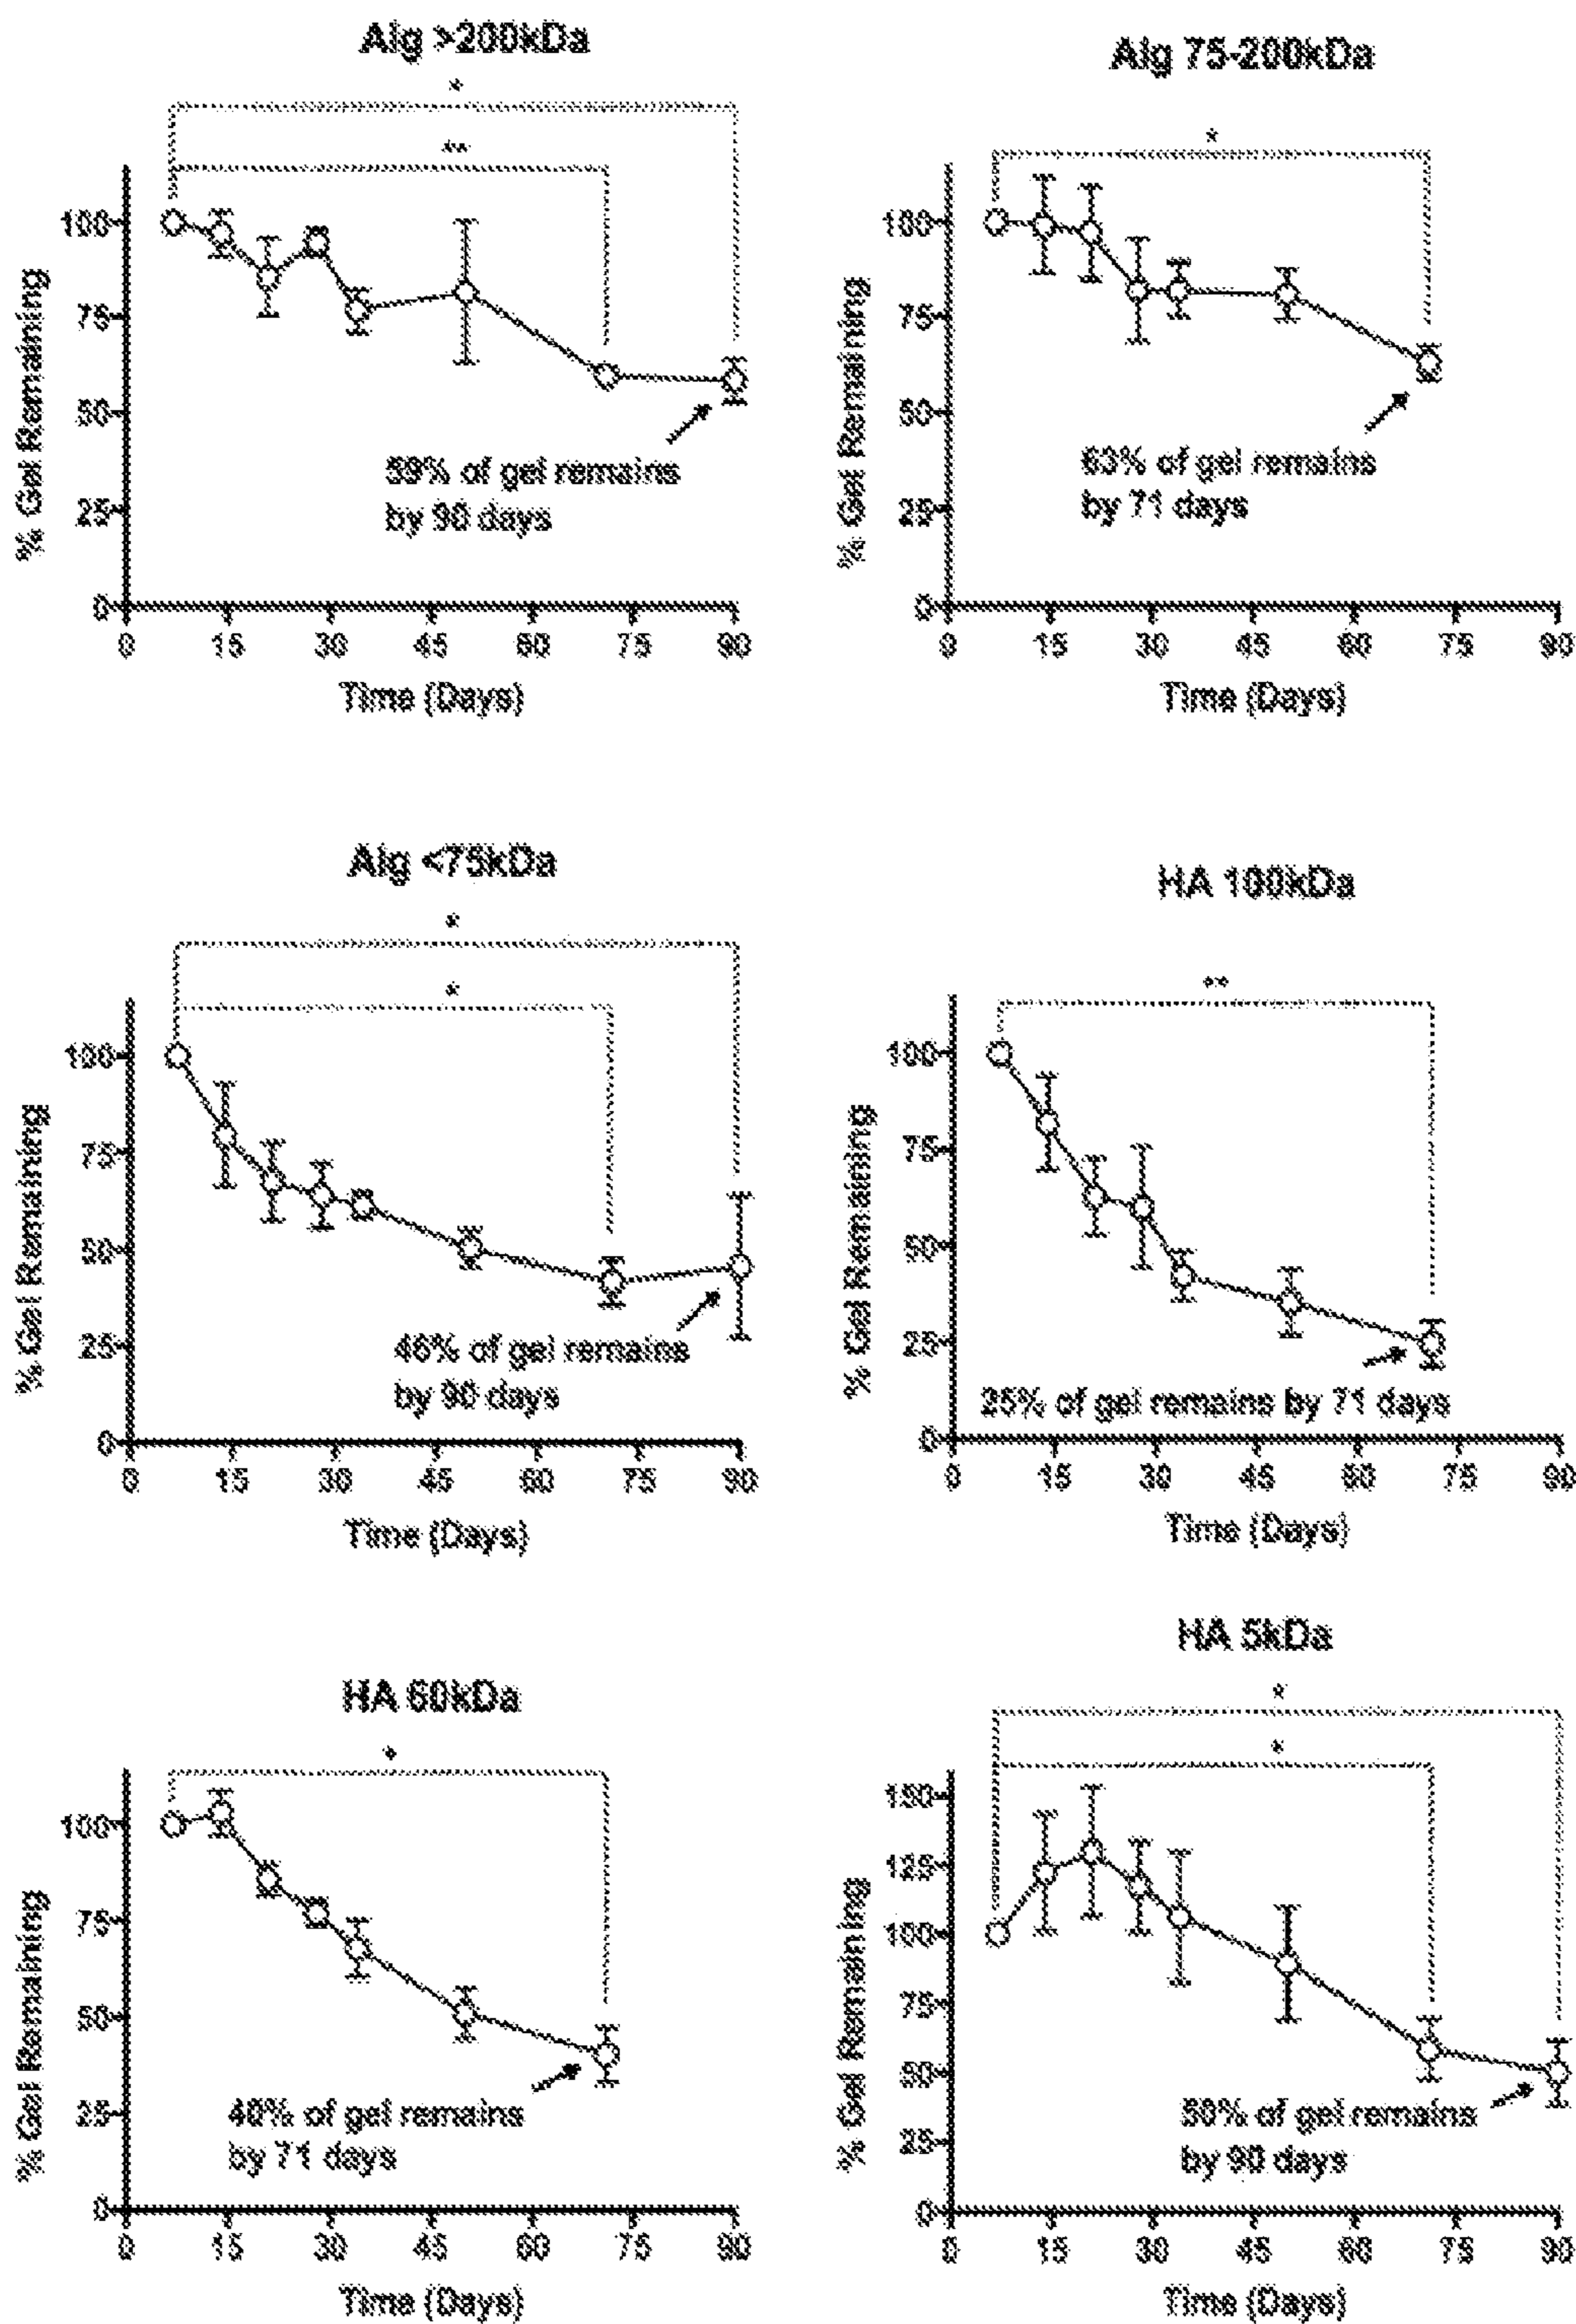 Alg >200kDa
*
**
% Gel Remaining
100
75
50
25
0
59% of gel remains
by 90 days
0 15 30 45 60 75 90
Time (Days)
Alg 75-200kDa
*
% Gel Remaining
100
75
50
25
0
63% of gel remains
by 71 days
0 15 30 45 60 75 90
Time (Days)
Alg <75kDa
*
*
% Gel Remaining
100
75
50
25
0
46% of gel remains
by 90 days
0 15 30 45 60 75 90
Time (Days)
HA 100kDa
**
% Gel Remaining
100
75
50
25
0
25% of gel remains by 71 days
0 15 30 45 60 75 90
Time (Days)
HA 60kDa
*
% Gel Remaining
100
75
50
25
0
40% of gel remains
by 71 days
0 15 30 45 60 75 90
Time (Days)
HA 5kDa
*
*
% Gel Remaining
150
125
100
75
50
25
0
50% of gel remains
by 90 days
0 15 30 45 60 75 90
Time (Days)